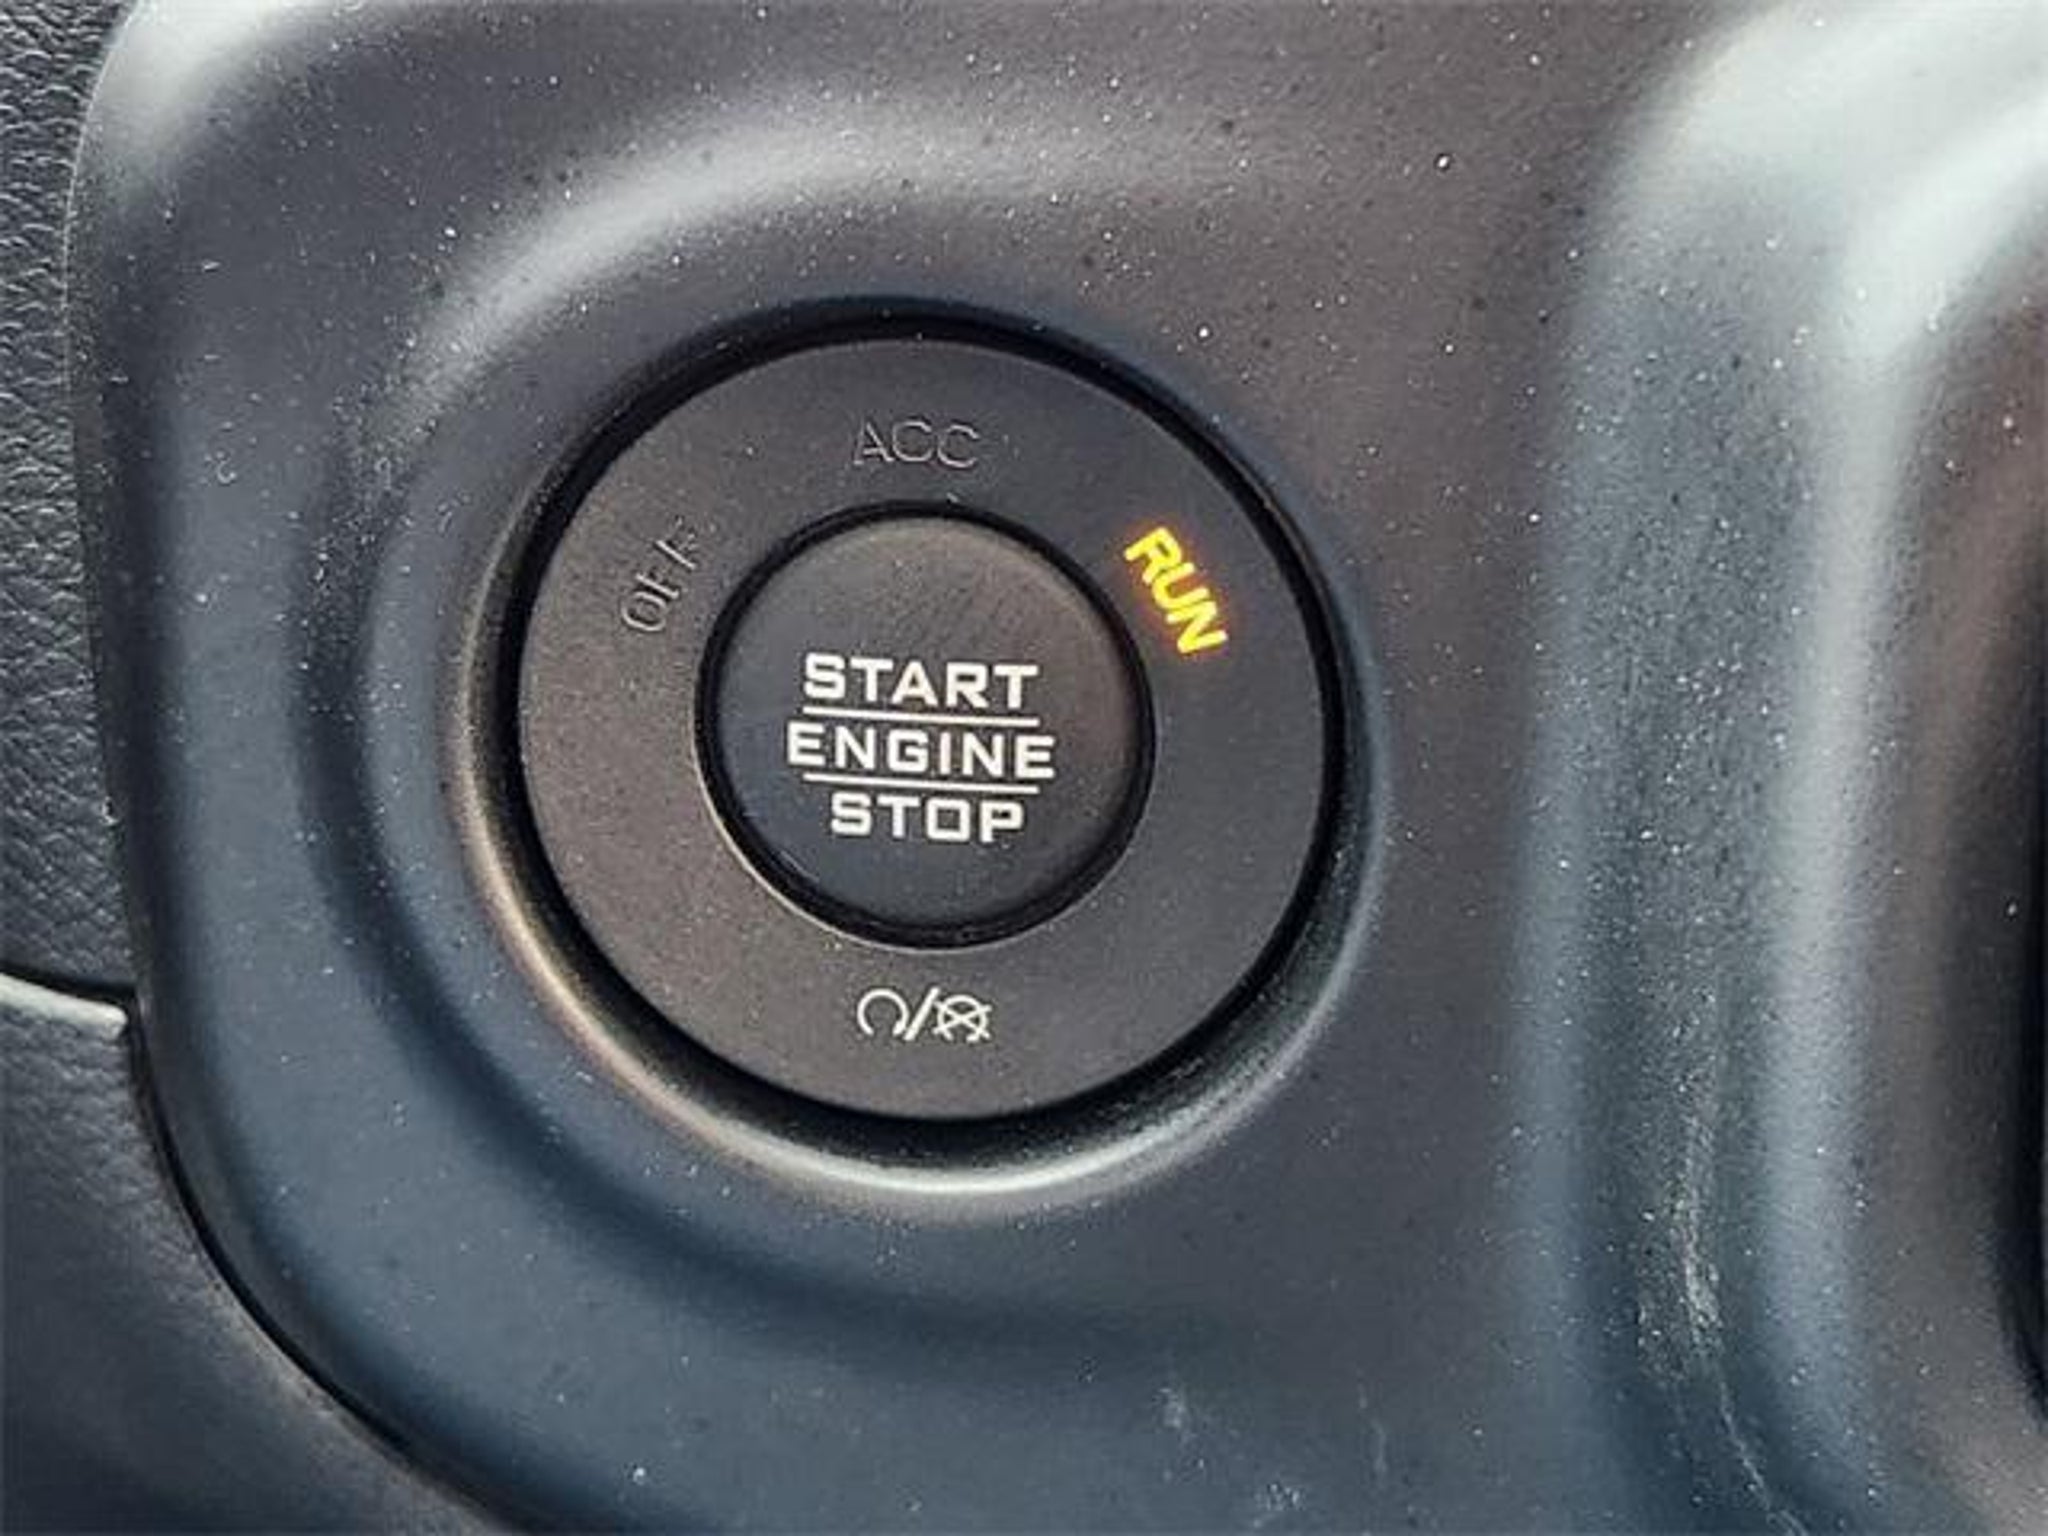 ACC
OFF
RUN
START
ENGINE
STOP